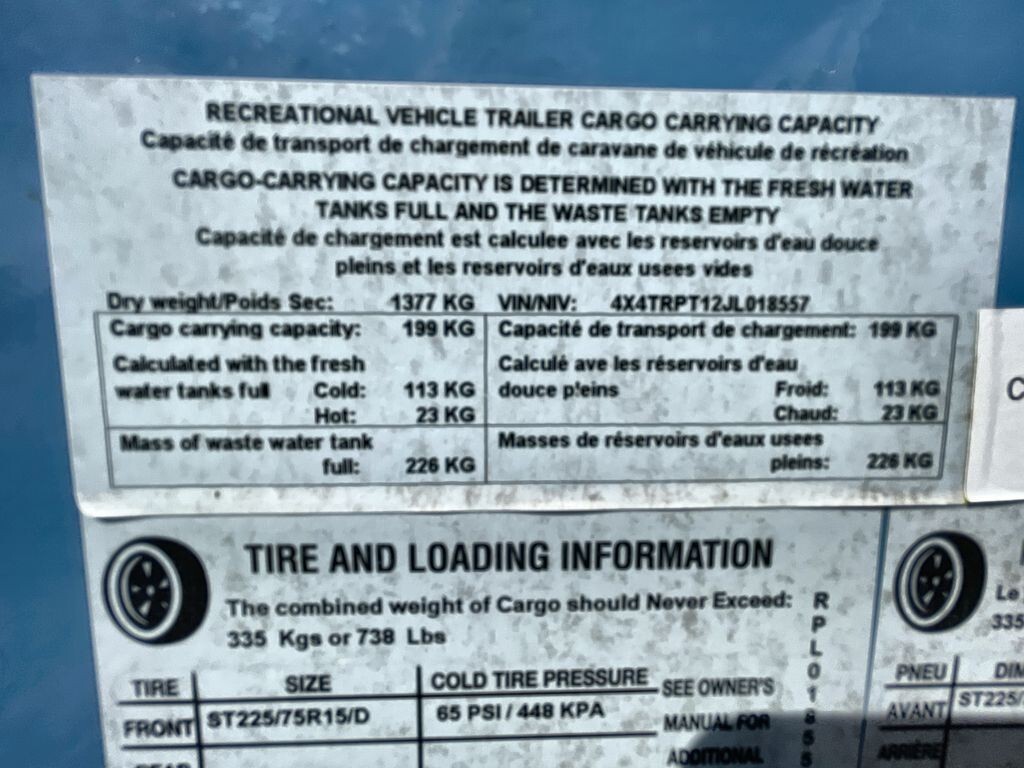 RECREATIONAL VEHICLE TRAILER CARGO CARRYING CAPACITY
Capacité de transport de chargement de caravane de véhicule de récréation
CARGO-CARRYING CAPACITY IS DETERMINED WITH THE FRESH WATER
TANKS FULL AND THE WASTE TANKS EMPTY
Capacité de chargement est calculee avec les reservoirs d'eau douce
pleins et les reservoirs d'eaux usees vides
Dry weight/Poids Sec: 1377 KG VIN/NIV: 4X4TRPT12JL018557
Cargo carrying capacity: 199 KG Capacité de transport de chargement: 199 KG
Calculated with the fresh Calculé ave les réservoirs d'eau
water tanks full Cold: 113 KG douce pleins Froid: 113 KG
Hot: 23 KG Chaud: 23 KG
Mass of waste water tank Masses de réservoirs d'eaux usees
full: 226 KG pleins: 226 KG
C
TIRE AND LOADING INFORMATION
The combined weight of Cargo should Never Exceed:
335 Kgs or 738 Lbs
TIRE SIZE COLD TIRE PRESSURE SEE OWNER'S
FRONT ST225/75R15/D 65 PSI / 448 KPA MANUAL FOR
ADDITIONAL
RPL01
Le
335
PNEU DIM
AVANT ST225/
ARRIÈRE